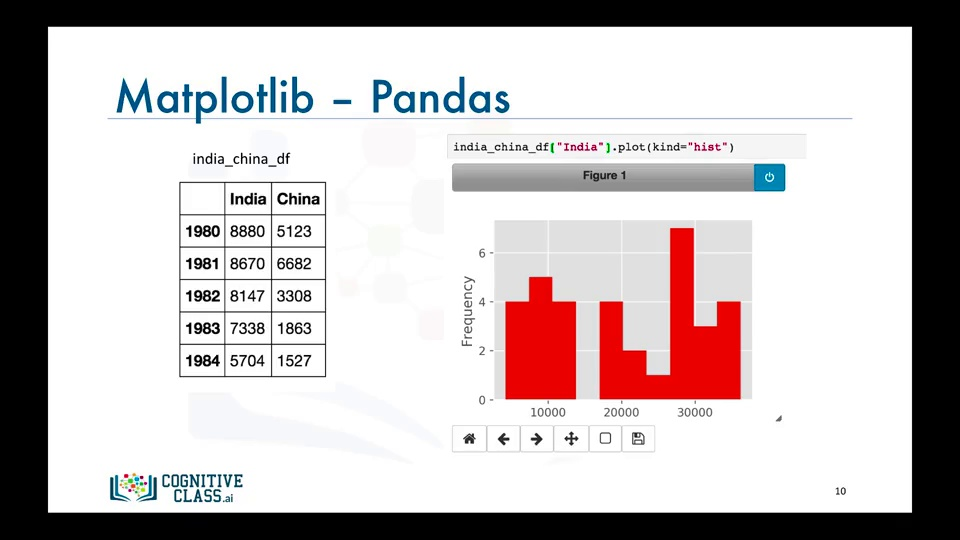 Matplotlib – Pandas
india_china_df
India China
1980 8880 5123
1981 8670 6682
1982 8147 3308
1983 7338 1863
1984 5704 1527
india_china_df["India"].plot(kind="hist")
Figure 1
Frequency
6
4
2
0
10000 20000 30000
COGNITIVE
CLASS.ai
10